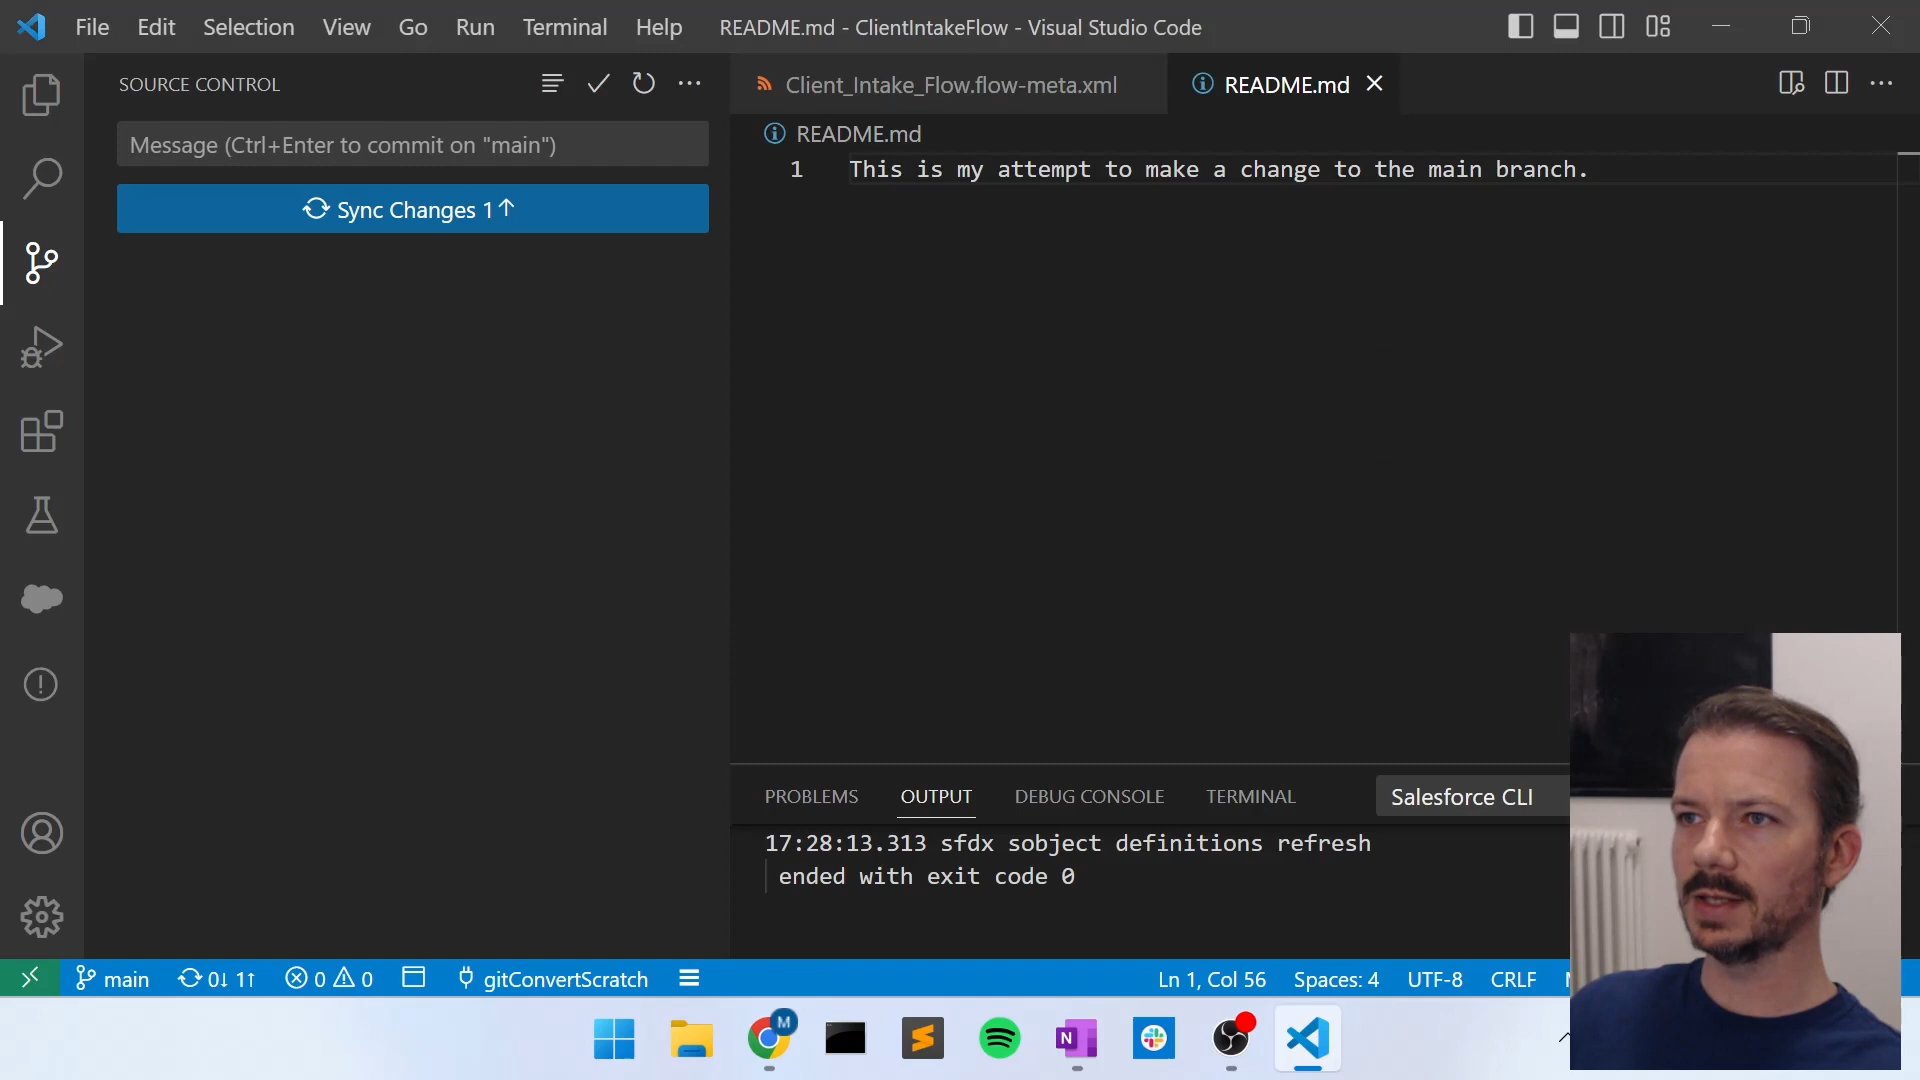 File Edit Selection View Go Run Terminal Help README.md - ClientIntakeFlow - Visual Studio Code
SOURCE CONTROL
Message (Ctrl+Enter to commit on "main")
Sync Changes 1↑
Client_Intake_Flow.flow-meta.xml
README.md
README.md
1 This is my attempt to make a change to the main branch.
PROBLEMS OUTPUT DEBUG CONSOLE TERMINAL Salesforce CLI
17:28:13.313 sfdx sobject definitions refresh
ended with exit code 0
main 0↓ 1↑ 0 0 gitConvertScratch Ln 1, Col 56 Spaces: 4 UTF-8 CRLF
M
N